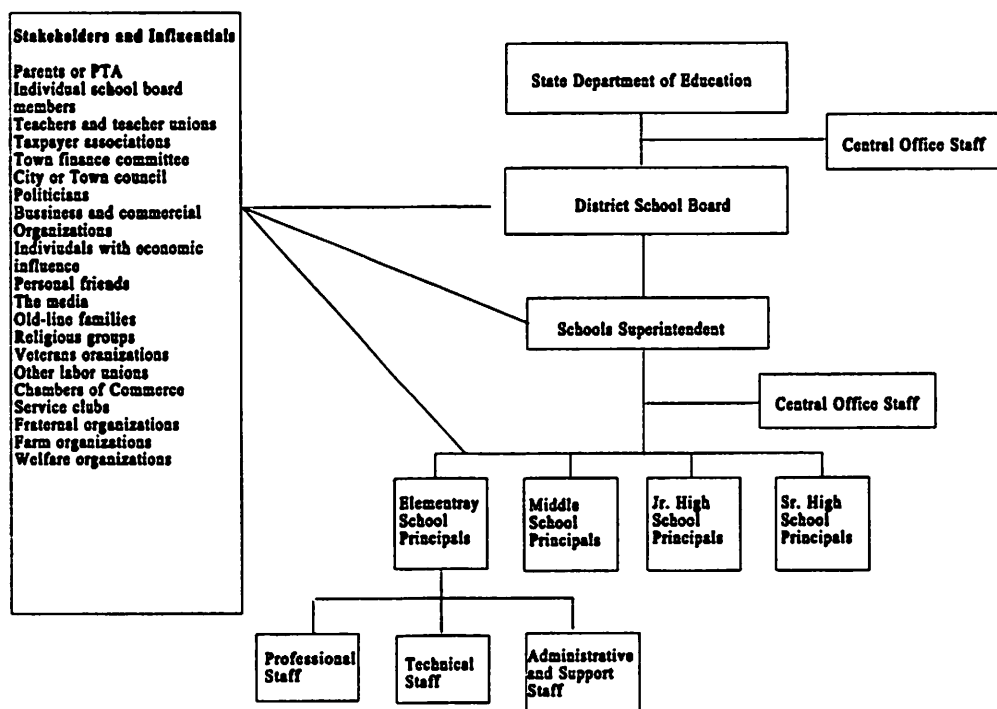 Stakeholders and Influentials
Parents or PTA
Individual school board
members
Teachers and teacher unions
Taxpayer associations
Town finance committee
City or Town council
Politicians
Bussiness and commercial
Organizations
Indiviudals with economic
influence
Personal friends
The media
Old-line families
Religious groups
Veterans oranizations
Other labor unions
Chambers of Commerce
Service clubs
Fraternal organizations
Farm organizations
Welfare organizations
State Department of Education
Central Office Staff
District School Board
Schools Superintendent
Central Office Staff
Elementray
School
Principals
Middle
School
Principals
Jr. High
School
Principals
Sr. High
School
Principals
Professional
Staff
Technical
Staff
Administrative
and Support
Staff